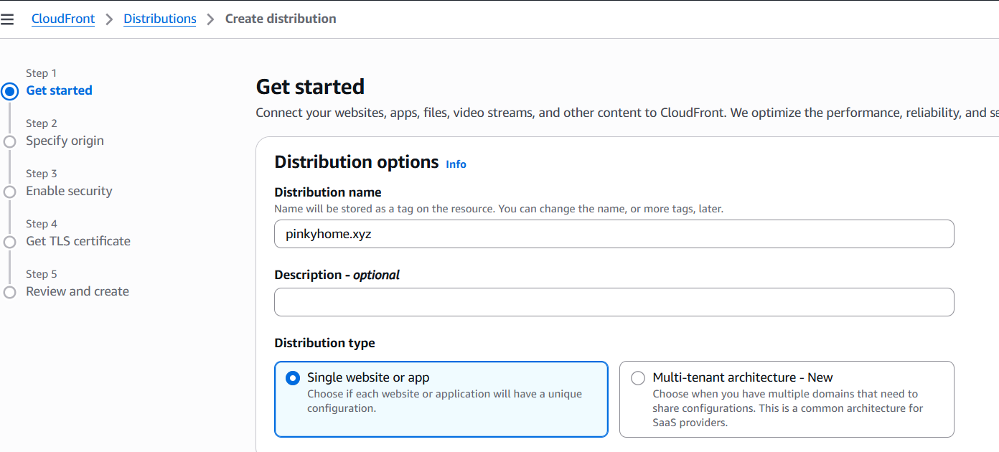 CloudFront > Distributions > Create distribution
Step 1
Get started
Step 2
Specify origin
Step 3
Enable security
Step 4
Get TLS certificate
Step 5
Review and create
Get started
Connect your websites, apps, files, video streams, and other content to CloudFront. We optimize the performance, reliability, and
Distribution options Info
Distribution name
Name will be stored as a tag on the resource. You can change the name, or more tags, later.
pinkyhome.xyz
Description - optional
Distribution type
Single website or app
Choose if each website or application will have a unique
configuration.
Multi-tenant architecture - New
Choose when you have multiple domains that need to
share configurations. This is a common architecture for
SaaS providers.